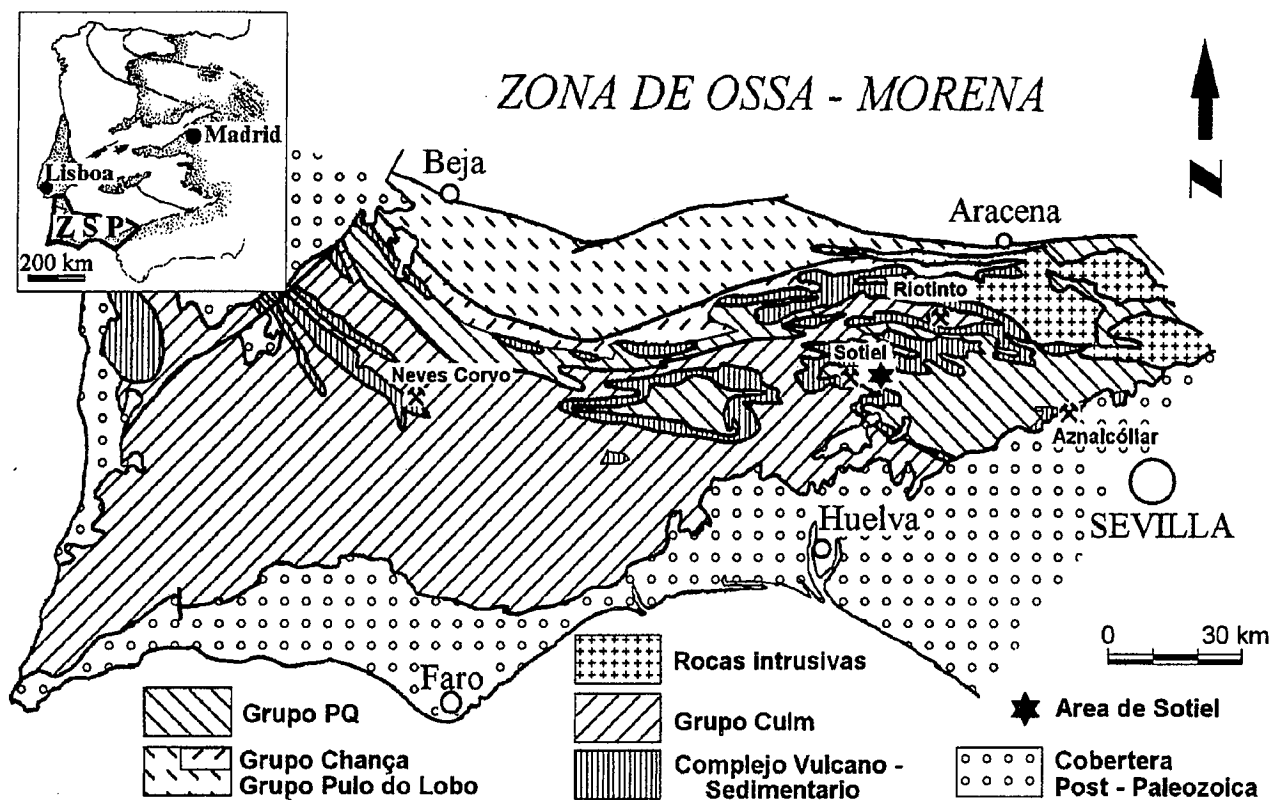 ZONA DE OSSA - MORENA
N
Madrid
Lisboa
ZSP
200 km
Beja
Aracena
Riotinto
Sotiel
Neves Corvo
Aznalcóllar
Huelva
SEVILLA
0 30 km
Faro
Rocas intrusivas
Grupo PQ
Grupo Culm
Area de Sotiel
Grupo Chança
Grupo Pulo do Lobo
Complejo Vulcano -
Sedimentario
Cobertera
Post - Paleozoica